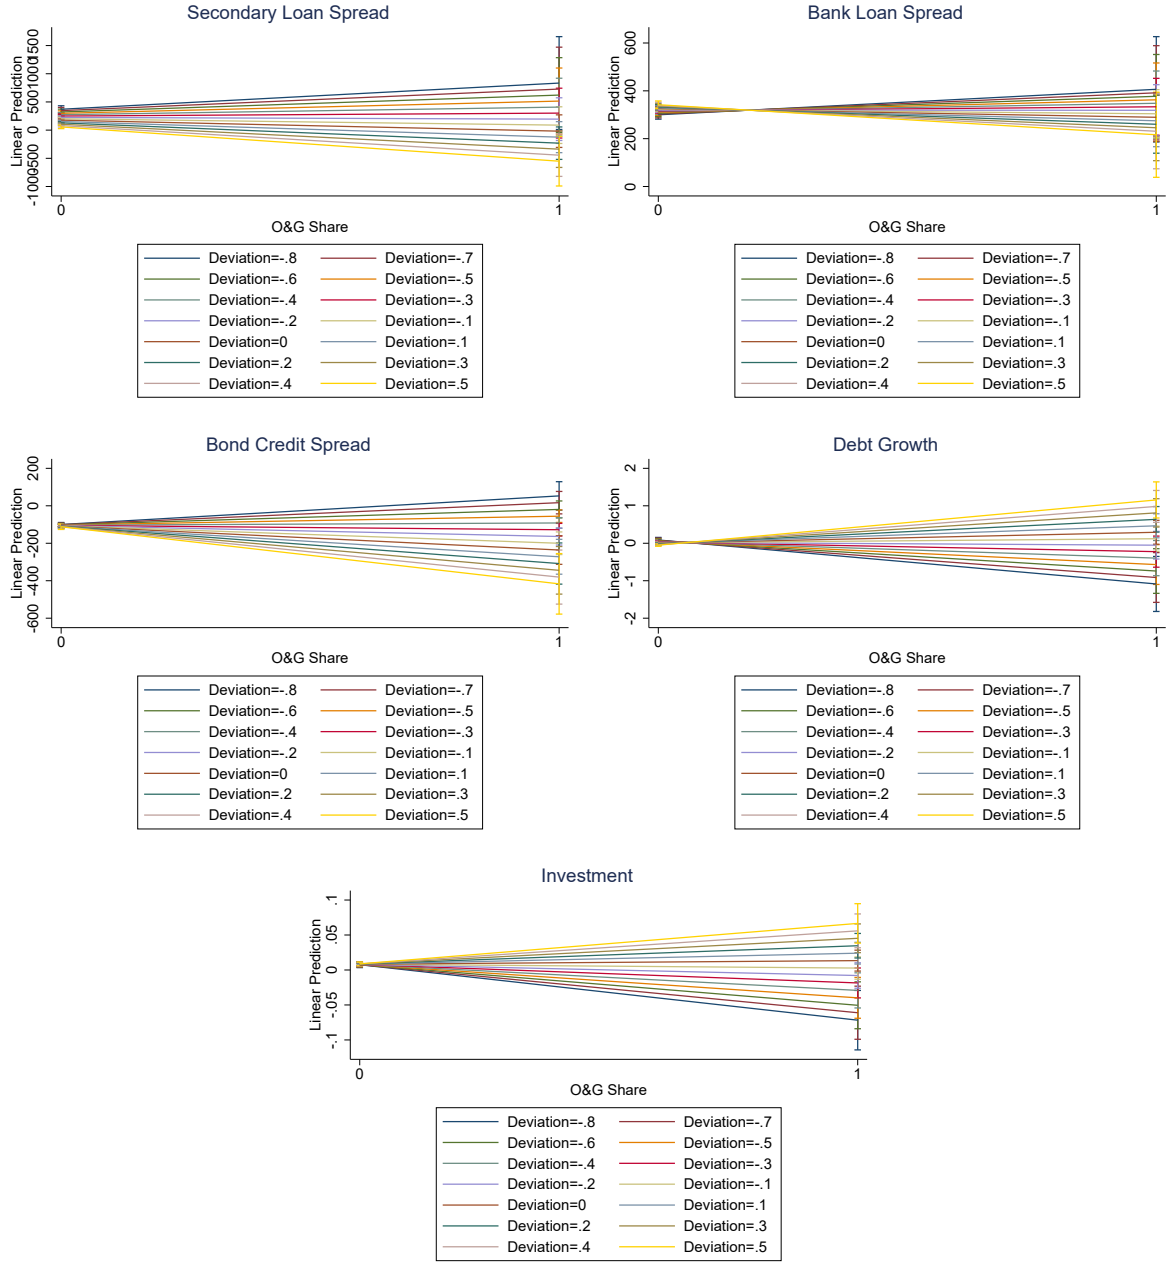 Secondary Loan Spread
Linear Prediction
-1000
-500
0
500
1000
1500
0
1
O&G Share
Deviation=-.8 Deviation=-.7
Deviation=-.6 Deviation=-.5
Deviation=-.4 Deviation=-.3
Deviation=-.2 Deviation=-.1
Deviation=0 Deviation=.1
Deviation=.2 Deviation=.3
Deviation=.4 Deviation=.5
Bank Loan Spread
Linear Prediction
0
200
400
600
0
1
O&G Share
Deviation=-.8 Deviation=-.7
Deviation=-.6 Deviation=-.5
Deviation=-.4 Deviation=-.3
Deviation=-.2 Deviation=-.1
Deviation=0 Deviation=.1
Deviation=.2 Deviation=.3
Deviation=.4 Deviation=.5
Bond Credit Spread
Linear Prediction
-600
-400
-200
0
200
0
1
O&G Share
Deviation=-.8 Deviation=-.7
Deviation=-.6 Deviation=-.5
Deviation=-.4 Deviation=-.3
Deviation=-.2 Deviation=-.1
Deviation=0 Deviation=.1
Deviation=.2 Deviation=.3
Deviation=.4 Deviation=.5
Debt Growth
Linear Prediction
-2
-1
0
1
2
0
1
O&G Share
Deviation=-.8 Deviation=-.7
Deviation=-.6 Deviation=-.5
Deviation=-.4 Deviation=-.3
Deviation=-.2 Deviation=-.1
Deviation=0 Deviation=.1
Deviation=.2 Deviation=.3
Deviation=.4 Deviation=.5
Investment
Linear Prediction
-.1
-.05
0
.05
.1
0
1
O&G Share
Deviation=-.8 Deviation=-.7
Deviation=-.6 Deviation=-.5
Deviation=-.4 Deviation=-.3
Deviation=-.2 Deviation=-.1
Deviation=0 Deviation=.1
Deviation=.2 Deviation=.3
Deviation=.4 Deviation=.5